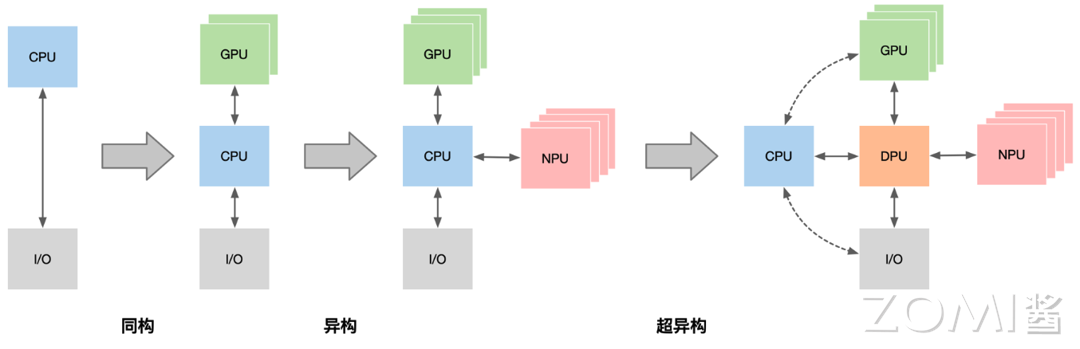 CPU
I/O
GPU
CPU
I/O
GPU
CPU
NPU
I/O
GPU
CPU
DPU
NPU
I/O
同构
异构
超异构
ZOMI酱